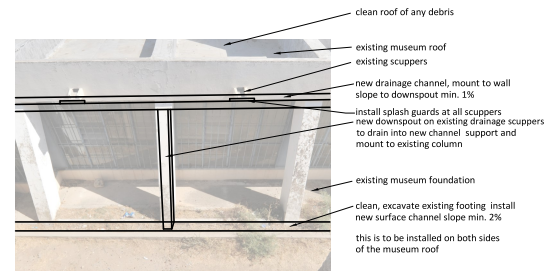 clean roof of any debris
existing museum roof
existing scuppers
new drainage channel, mount to wall
slope to downspout min. 1%
install splash guards at all scuppers
new downspout on existing drainage scuppers
to drain into new channel support and
mount to existing column
existing museum foundation
clean, excavate existing footing install
new surface channel slope min. 2%
this is to be installed on both sides
of the museum roof